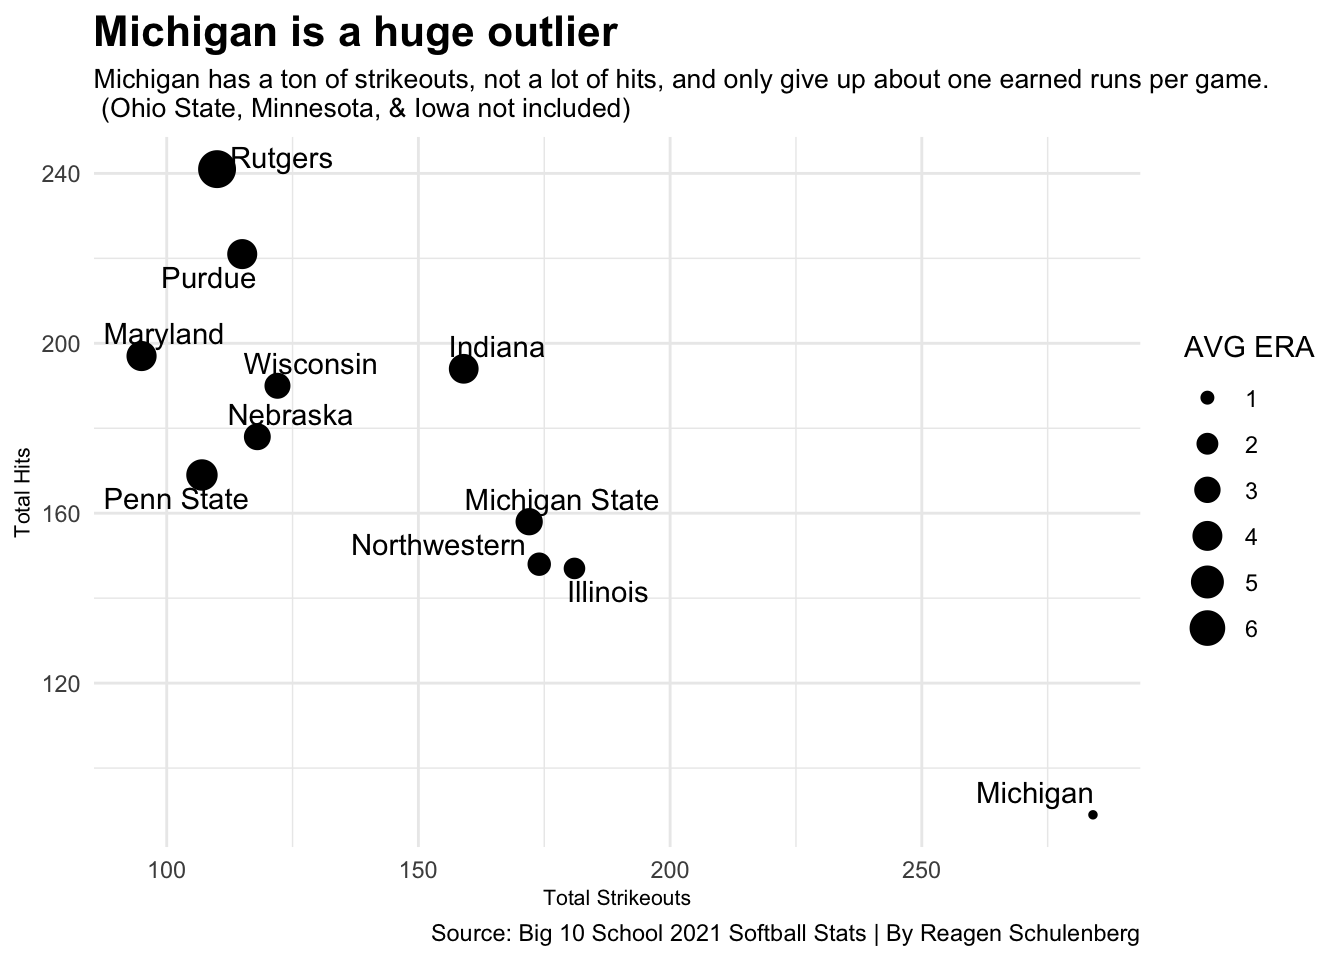 Michigan is a huge outlier
Michigan has a ton of strikeouts, not a lot of hits, and only give up about one earned runs per game.
(Ohio State, Minnesota, & Iowa not included)
240
200
160
120
Total Hits
Rutgers
Purdue
Maryland
Indiana
Wisconsin
Nebraska
Penn State
Michigan State
Northwestern
Illinois
Michigan
100
150
200
250
Total Strikeouts
AVG ERA
1
2
3
4
5
6
Source: Big 10 School 2021 Softball Stats | By Reagen Schulenberg